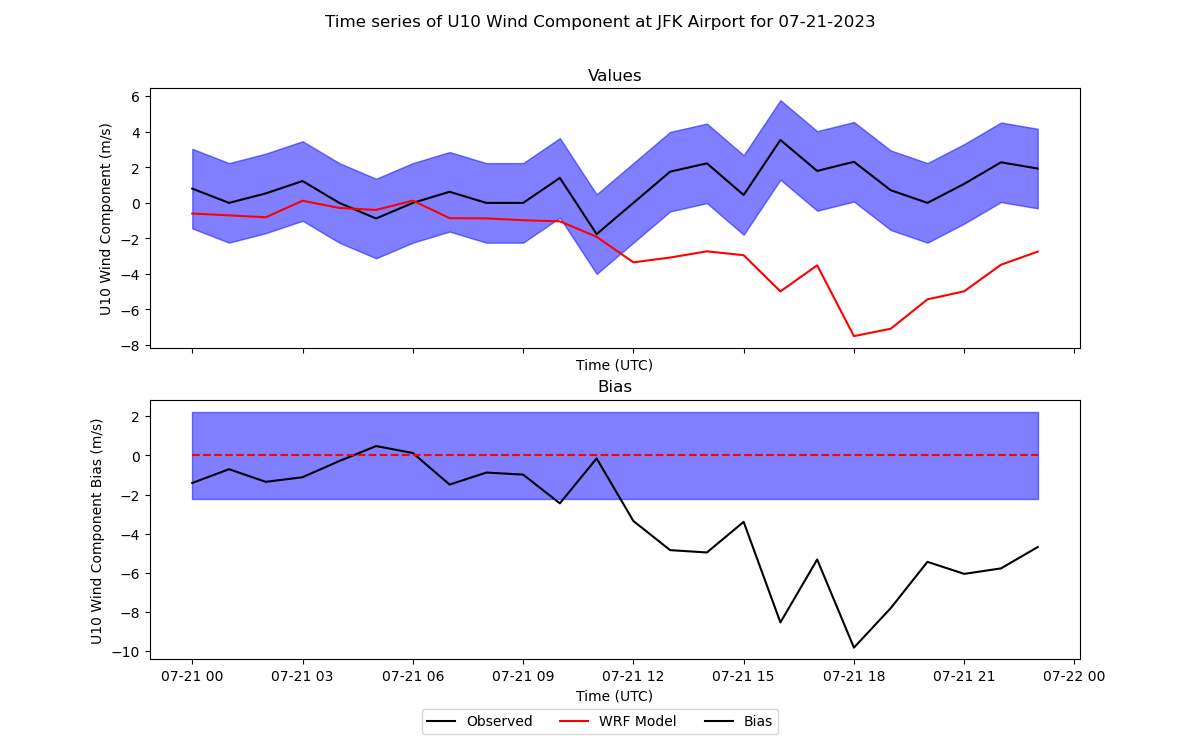 Time series of U10 Wind Component at JFK Airport for 07-21-2023
Values
U10 Wind Component (m/s)
6
4
2
0
−2
−4
−6
−8
Time (UTC)
Bias
U10 Wind Component Bias (m/s)
2
0
−2
−4
−6
−8
−10
07-21 00 07-21 03 07-21 06 07-21 09 07-21 12 07-21 15 07-21 18 07-21 21 07-22 00
Time (UTC)
Observed WRF Model Bias